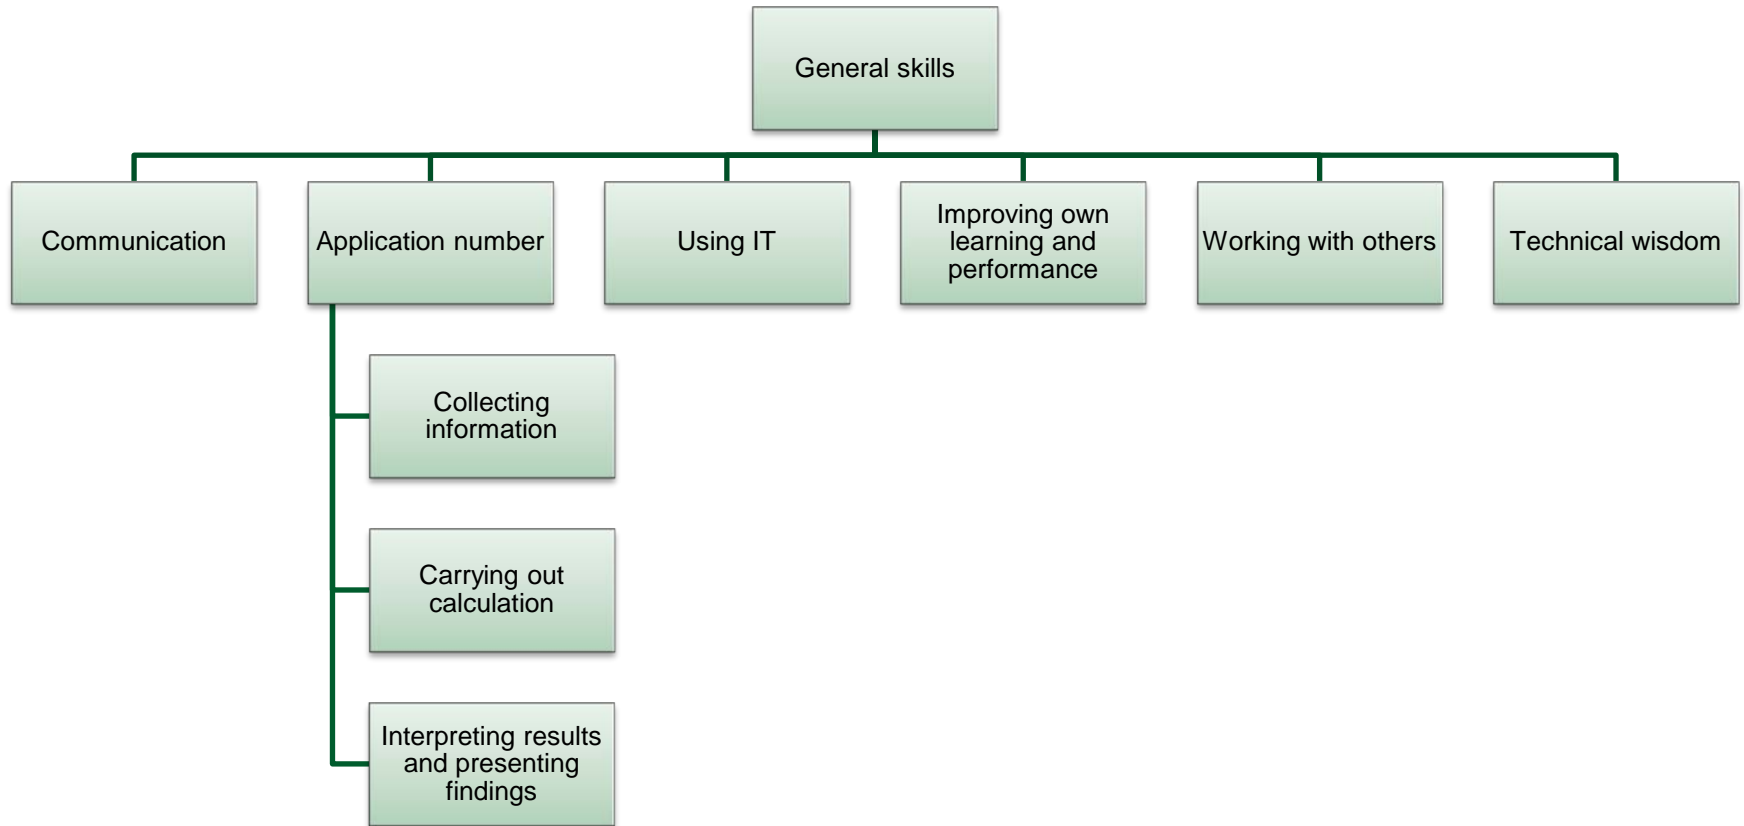 General skills
Communication
Application number
Using IT
Improving own
learning and
performance
Working with others
Technical wisdom
Collecting
information
Carrying out
calculation
Interpreting results
and presenting
findings